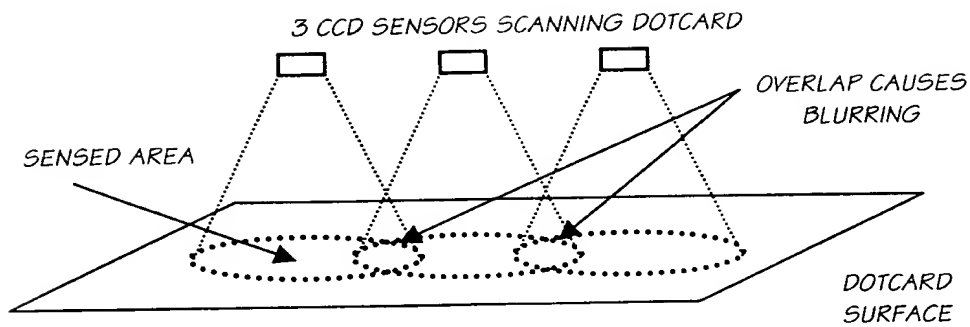 3 CCD SENSORS SCANNING DOTCARD
OVERLAP CAUSES
BLURRING
SENSED AREA
DOTCARD
SURFACE